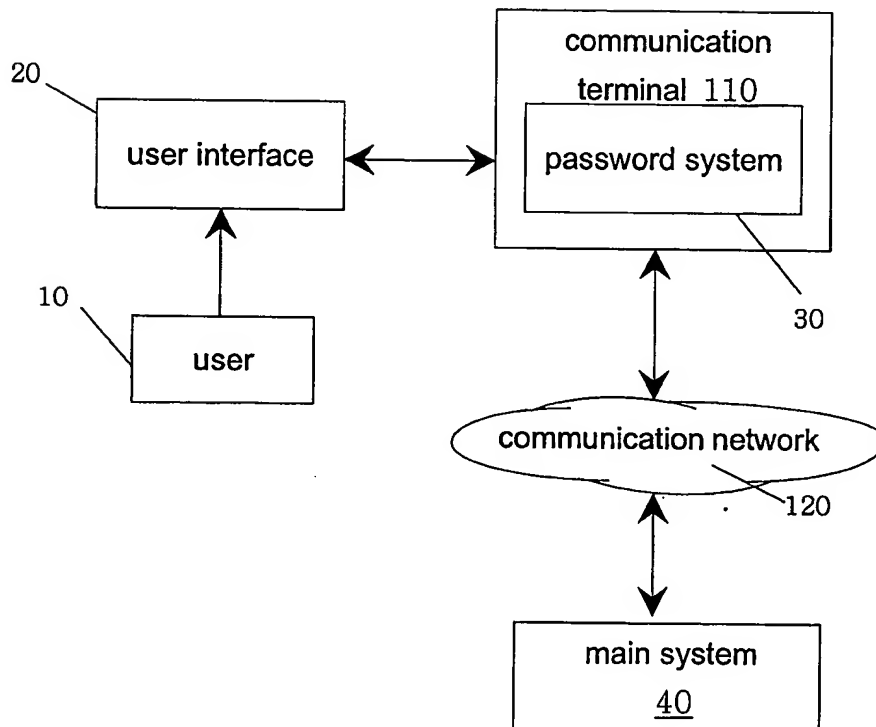 communication
terminal 110
20
user interface
password system
10
30
user
communication network
120
main system
40